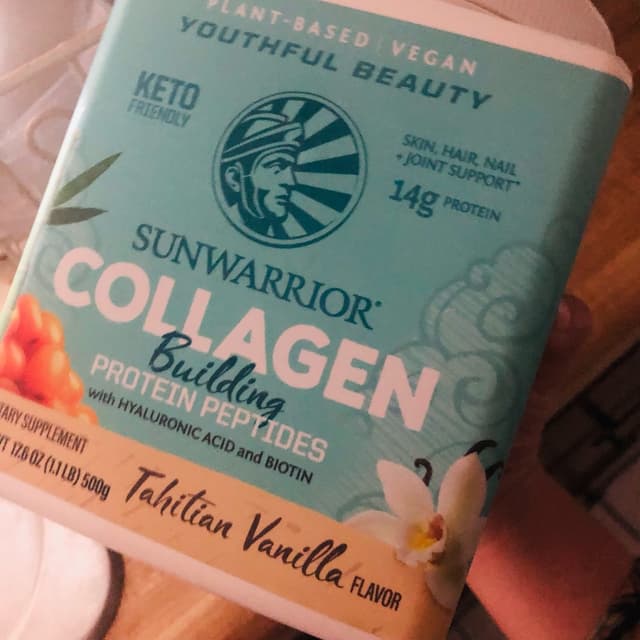 PLANT-BASED | VEGAN
YOUTHFUL BEAUTY
KETO
FRIENDLY
SKIN, HAIR, NAIL
+ JOINT SUPPORT**
14g PROTEIN
SUNWARRIOR®
COLLAGEN
Building
PROTEIN PEPTIDES
with HYALURONIC ACID and BIOTIN
SUPPLEMENT
17.6 OZ (1.1 LB) 500g
Tahitian Vanilla FLAVOR